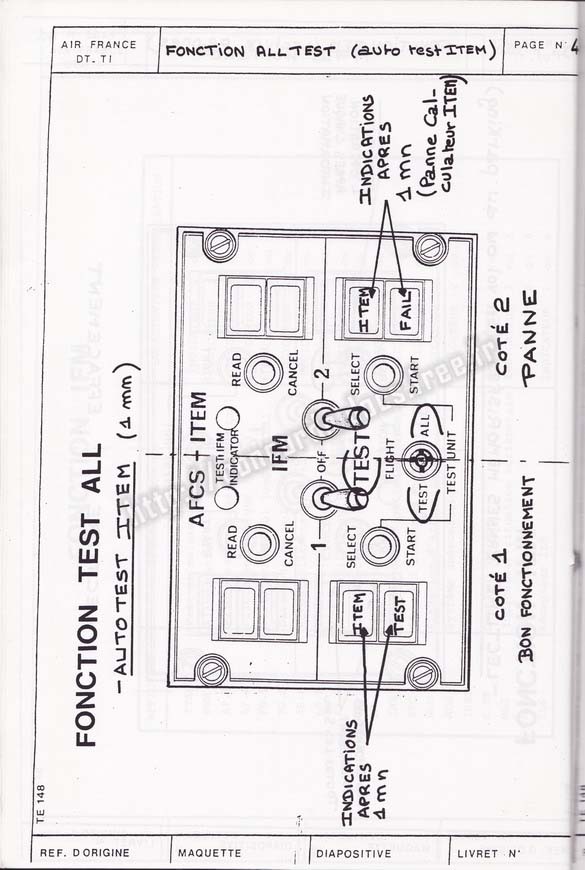 AIR FRANCE
DT. TI
FONCTION ALL TEST (auto test ITEM)
PAGE N° 4
FONCTION TEST ALL
- AUTO TEST ITEM (1 mn)
INDICATIONS
APRES
1 mn
(Panne Cal-
culateur ITEM)
AFCS - ITEM
TEST IFM
INDICATOR
READ
CANCEL
READ
CANCEL
IFM
1
OFF
2
ITEM
FAIL
ITEM
TEST
SELECT
START
SELECT
START
TEST
FLIGHT
TEST
ALL
TEST UNIT
COTÉ 1
BON FONCTIONNEMENT
COTÉ 2
PANNE
INDICATIONS
APRES
1 mn
TE 148
REF. D'ORIGINE
MAQUETTE
DIAPOSITIVE
LIVRET N°